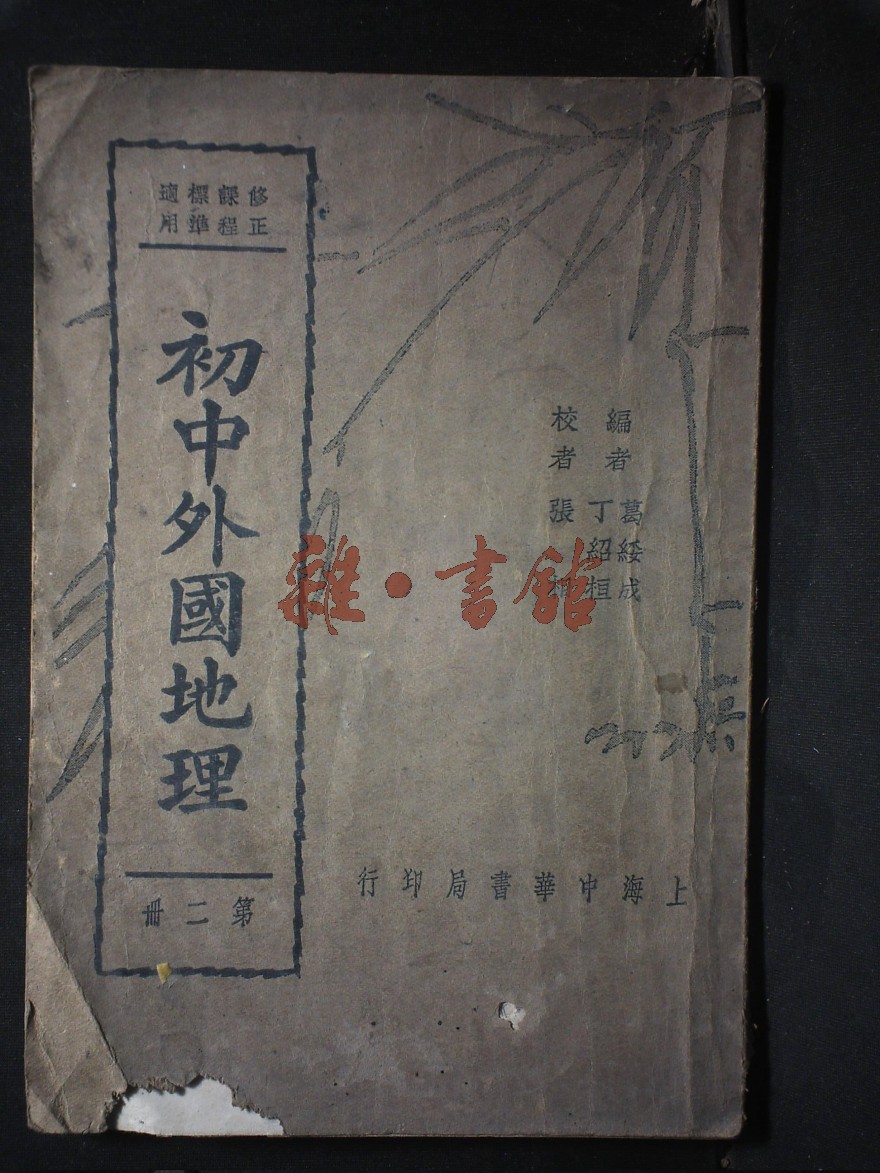 修正課程標準適用
初中外國地理
第二冊
編者 葛綏成
丁紹桓
校者 張
上海中華書局印行
雜·書館